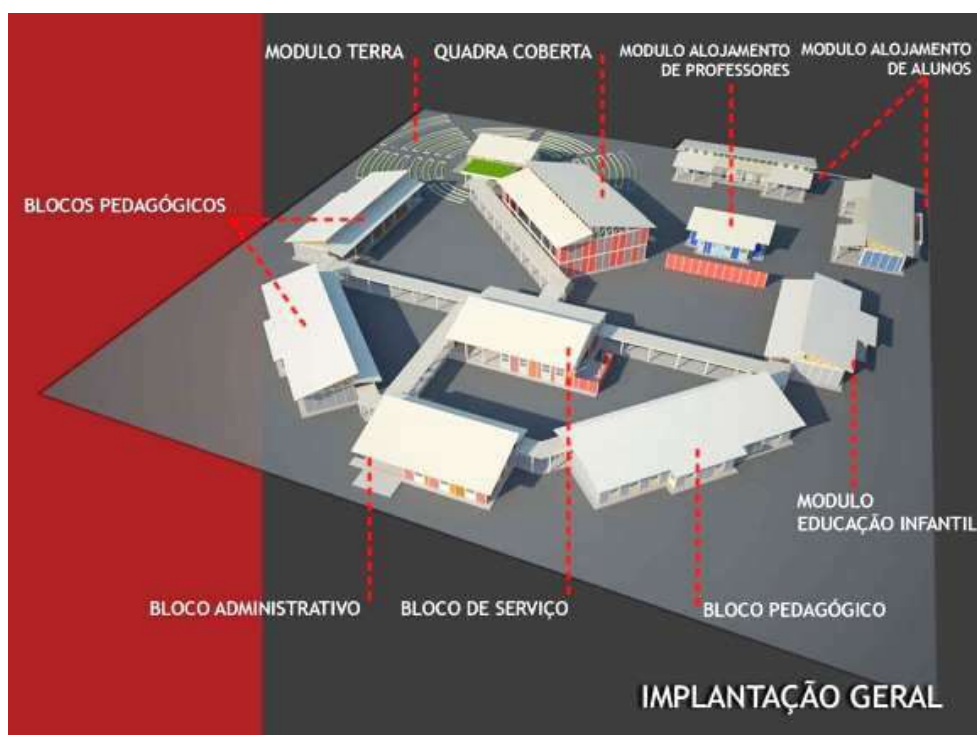 MODULO TERRA
QUADRA COBERTA
MODULO ALOJAMENTO
DE PROFESSORES
MODULO ALOJAMENTO
DE ALUNOS
BLOCOS PEDAGÓGICOS
MODULO
EDUCAÇÃO INFANTIL
BLOCO ADMINISTRATIVO
BLOCO DE SERVIÇO
BLOCO PEDAGÓGICO
IMPLANTAÇÃO GERAL